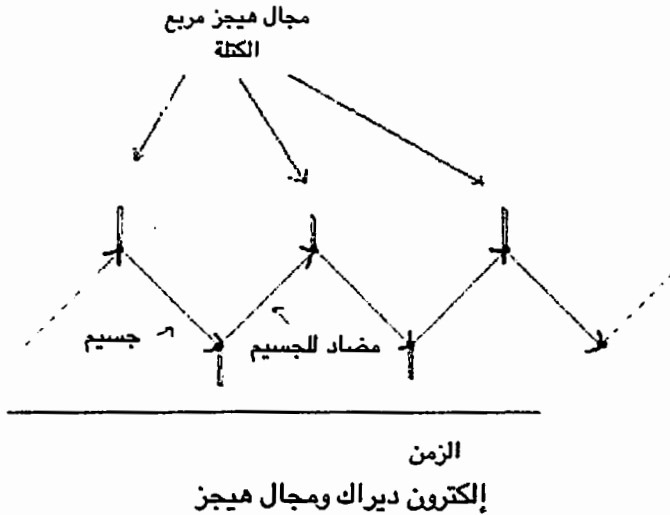 مجال هيجز مربع
الكتلة
جسيم
مضاد للجسيم
الزمن
إلكترون ديراك ومجال هيجز